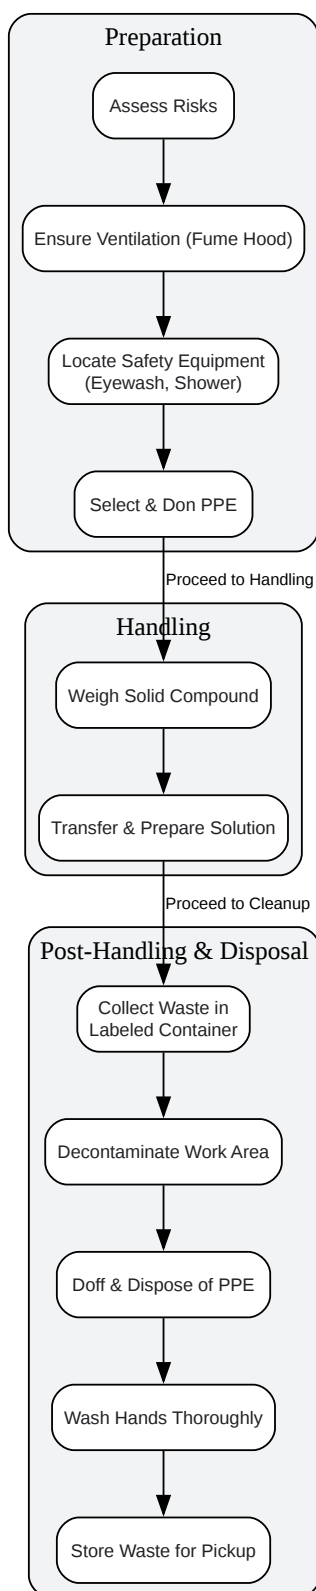 Preparation
Assess Risks
Ensure Ventilation (Fume Hood)
Locate Safety Equipment
(Eyewash, Shower)
Select & Don PPE
Proceed to Handling
Handling
Weigh Solid Compound
Transfer & Prepare Solution
Proceed to Cleanup
Post-Handling & Disposal
Collect Waste in
Labeled Container
Decontaminate Work Area
Doff & Dispose of PPE
Wash Hands Thoroughly
Store Waste for Pickup